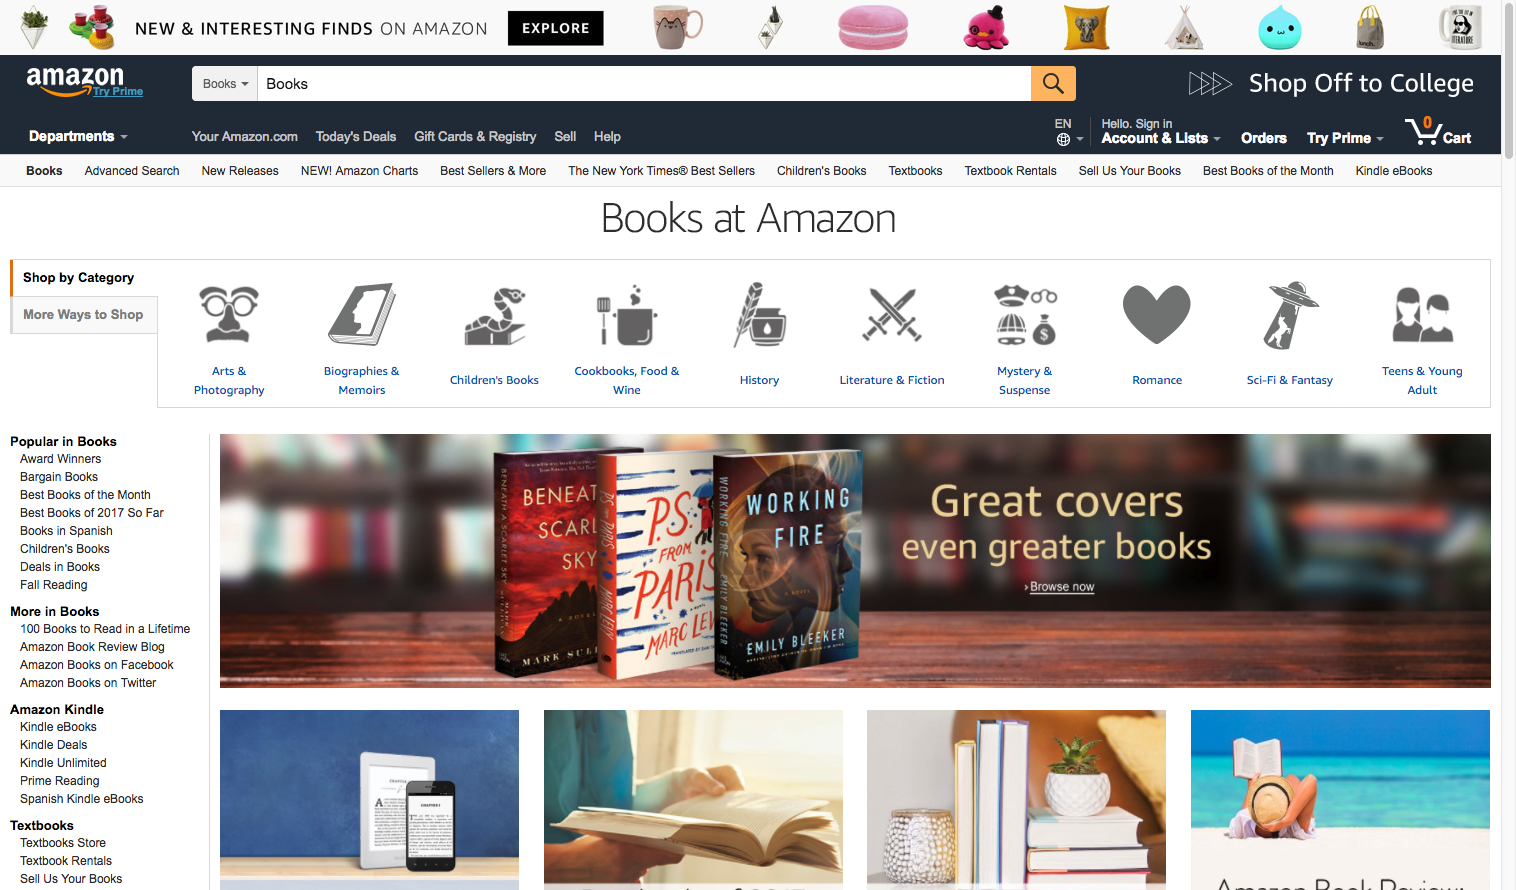 NEW & INTERESTING FINDS ON AMAZON EXPLORE
amazon
Try Prime
Books
Books
Shop Off to College
Departments
Your Amazon.com Today's Deals Gift Cards & Registry Sell Help
EN
Hello. Sign in
Account & Lists
Orders
Try Prime
0
Cart
Books Advanced Search New Releases NEW! Amazon Charts Best Sellers & More The New York Times® Best Sellers Children's Books Textbooks Textbook Rentals Sell Us Your Books Best Books of the Month Kindle eBooks
Books at Amazon
Shop by Category
More Ways to Shop
Arts &
Photography
Biographies &
Memoirs
Children's Books
Cookbooks, Food &
Wine
History
Literature & Fiction
Mystery &
Suspense
Romance
Sci-Fi & Fantasy
Teens & Young
Adult
Popular in Books
Award Winners
Bargain Books
Best Books of the Month
Best Books of 2017 So Far
Books in Spanish
Children's Books
Deals in Books
Fall Reading
More in Books
100 Books to Read in a Lifetime
Amazon Book Review Blog
Amazon Books on Facebook
Amazon Books on Twitter
Amazon Kindle
Kindle eBooks
Kindle Deals
Kindle Unlimited
Prime Reading
Spanish Kindle eBooks
Textbooks
Textbooks Store
Textbook Rentals
Sell Us Your Books
BENEAT
SCARL
SKY
MARK SULL
P.S.
FROM
PARIS
MARC LEV
WORKING
FIRE
A NOVEL
EMILY BLEEKER
WORKING FIRE EMILY BLEEKER
Great covers
even greater books
› Browse now
Amazon Book Review